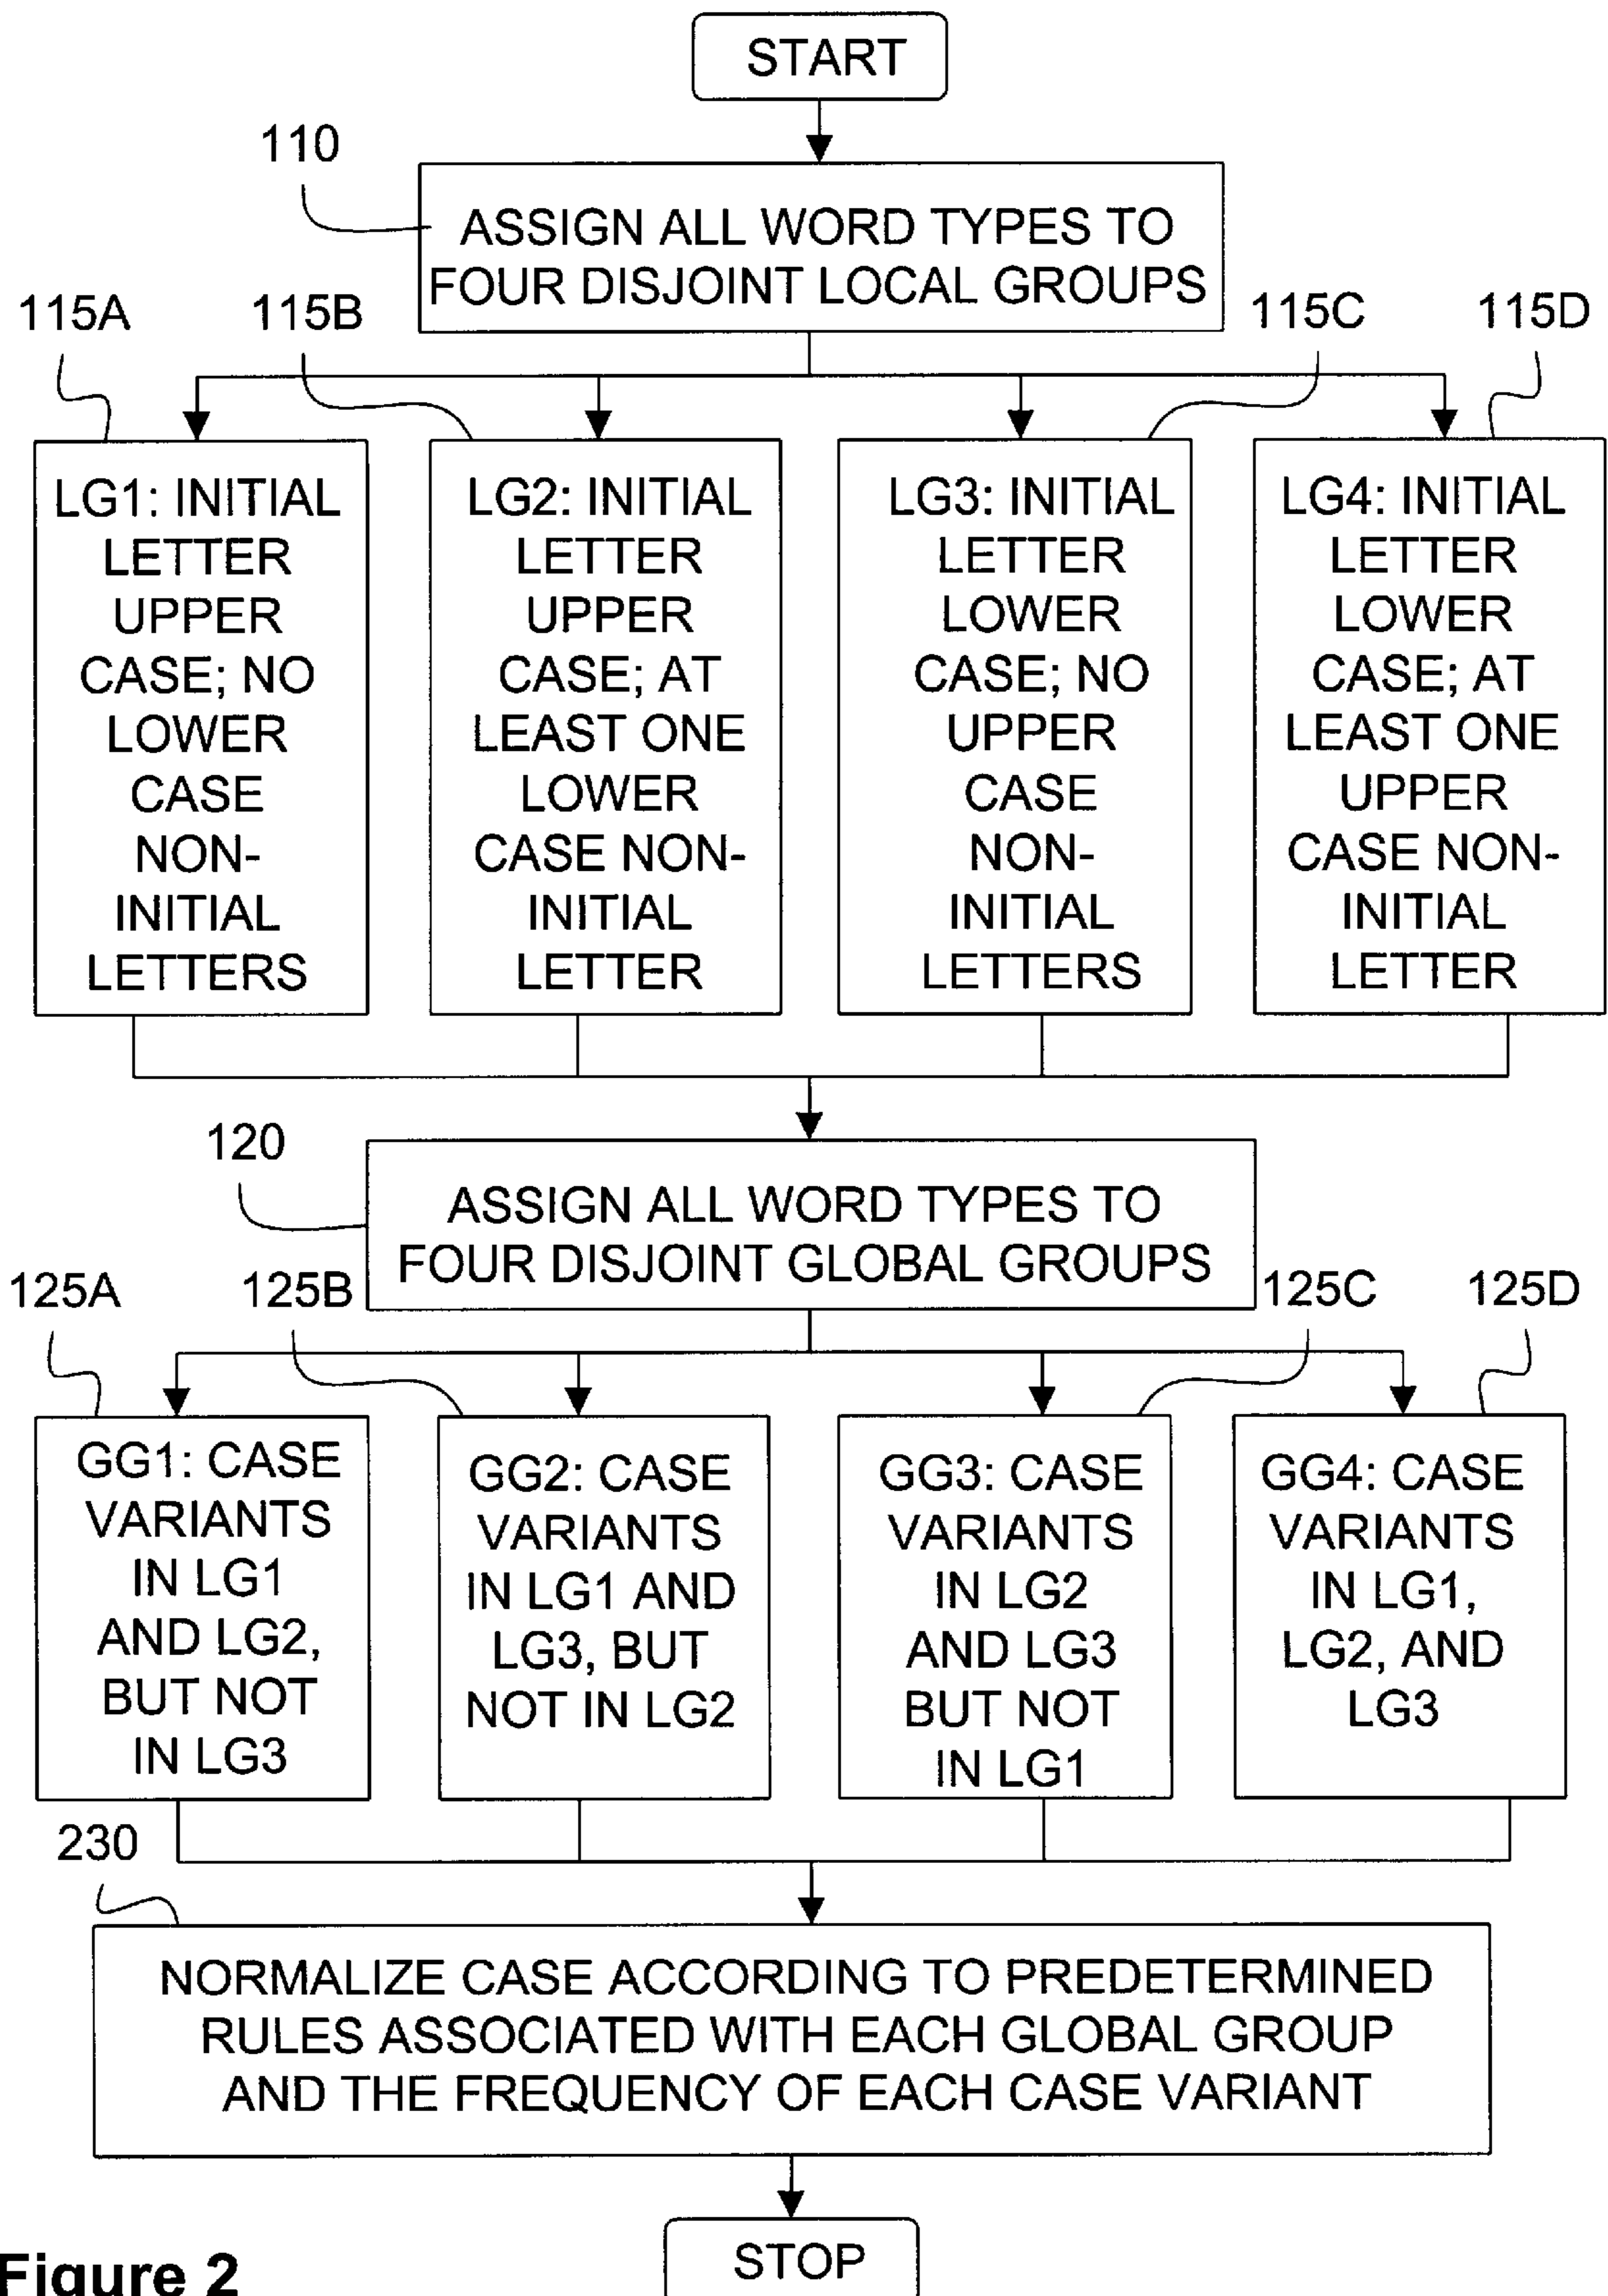 START
110
ASSIGN ALL WORD TYPES TO
FOUR DISJOINT LOCAL GROUPS
115A
115B
115C
115D
LG1: INITIAL
LETTER
UPPER
CASE; NO
LOWER
CASE
NON-
INITIAL
LETTERS
LG2: INITIAL
LETTER
UPPER
CASE; AT
LEAST ONE
LOWER
CASE NON-
INITIAL
LETTER
LG3: INITIAL
LETTER
LOWER
CASE; NO
UPPER
CASE
NON-
INITIAL
LETTERS
LG4: INITIAL
LETTER
LOWER
CASE; AT
LEAST ONE
UPPER
CASE NON-
INITIAL
LETTER
120
ASSIGN ALL WORD TYPES TO
FOUR DISJOINT GLOBAL GROUPS
125A
125B
125C
125D
GG1: CASE
VARIANTS
IN LG1
AND LG2,
BUT NOT
IN LG3
GG2: CASE
VARIANTS
IN LG1 AND
LG3, BUT
NOT IN LG2
GG3: CASE
VARIANTS
IN LG2
AND LG3
BUT NOT
IN LG1
GG4: CASE
VARIANTS
IN LG1,
LG2, AND
LG3
230
NORMALIZE CASE ACCORDING TO PREDETERMINED
RULES ASSOCIATED WITH EACH GLOBAL GROUP
AND THE FREQUENCY OF EACH CASE VARIANT
STOP
Figure 2